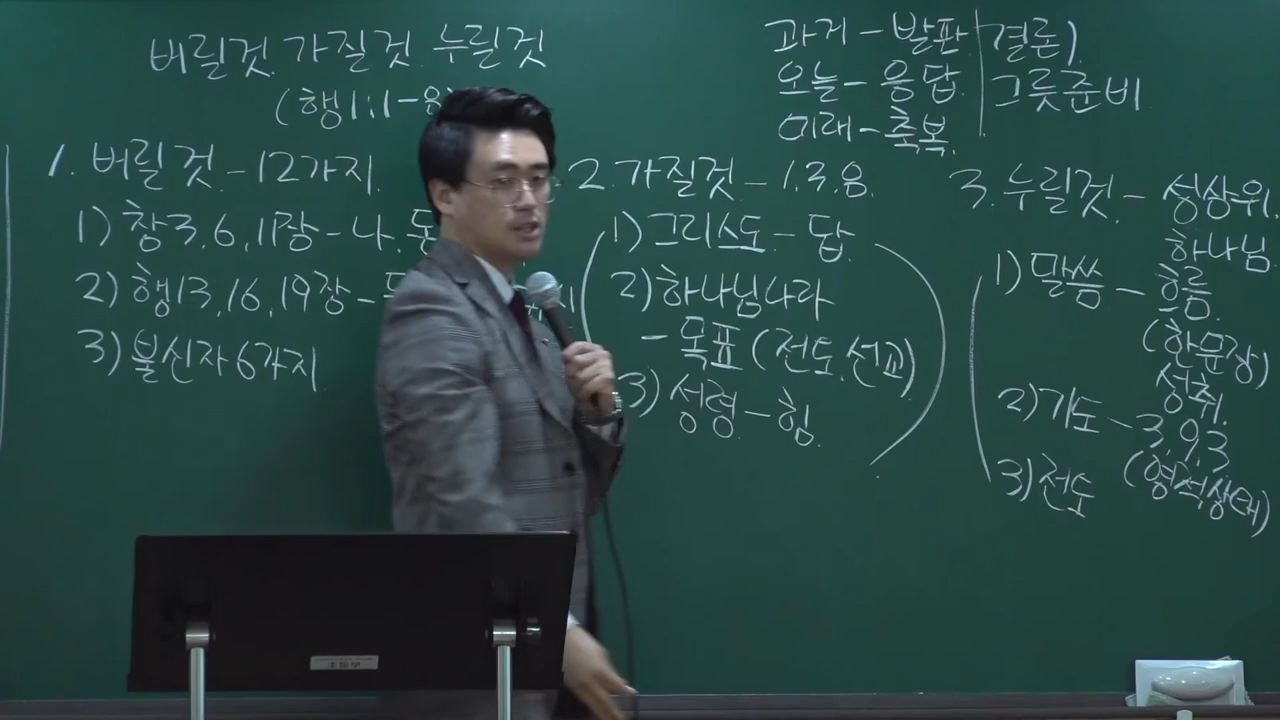 버릴것. 가질것. 누릴것
(행1:1-8)
과거 - 발판.
오늘 - 응답.
미래 - 축복.
결론).
그릇준비
1. 버릴것 - 12가지.
1) 창3.6.11장 - 나.
2) 행13.16.19장 -
3) 불신자6가지
2. 가질것 - 1.3.8.
1) 그리스도 - 답.
2) 하나님나라
- 목표 (전도.선교)
3) 성령 - 힘.
3. 누릴것 - 성삼위.
하나님.
1) 말씀 - 흐름.
(한문장)
성취.
2) 기도 - 3.9.3
(영적상태)
3) 전도
초등부